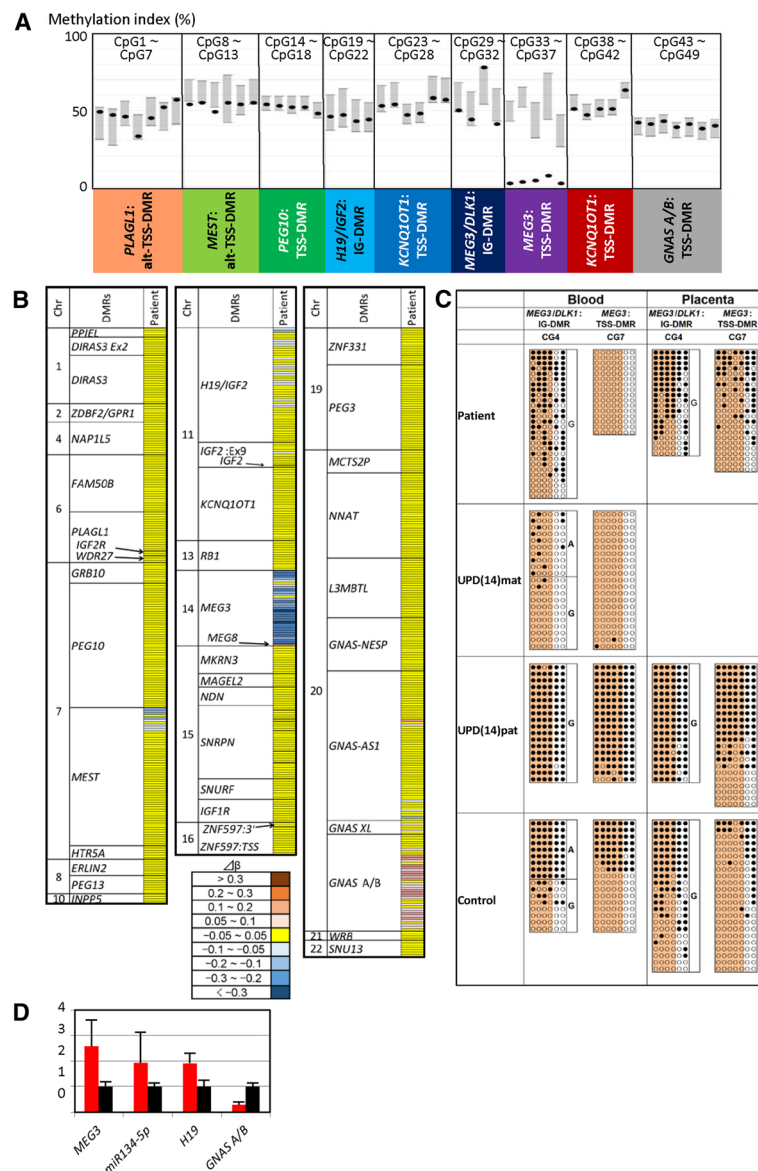 A Methylation index (%)
100
50
0
CpG1 ~ CpG7
CpG8 ~ CpG13
CpG14 ~ CpG18
CpG19 ~ CpG22
CpG23 ~ CpG28
CpG29 ~ CpG32
CpG33 ~ CpG37
CpG38 ~ CpG42
CpG43 ~ CpG49
PLAGL1: alt-TSS-DMR
MEST: alt-TSS-DMR
PEG10: TSS-DMR
H19/IGF2: IG-DMR
KCNQ1OT1: TSS-DMR
MEG3/DLK1: IG-DMR
MEG3: TSS-DMR
KCNQ1OT1: TSS-DMR
GNAS A/B: TSS-DMR
B
Chr DMRs Patient
1
PPIEL
DIRAS3 Ex2
DIRAS3
2 ZDBF2/GPR1
4 NAP1L5
6
FAM50B
PLAGL1
IGF2R
WDR27
7
GRB10
PEG10
MEST
HTR5A
8
ERLIN2
PEG13
10 INPP5
Chr DMRs Patient
11
H19/IGF2
IGF2 :Ex9
IGF2
KCNQ1OT1
13 RB1
14
MEG3
MEG8
15
MKRN3
MAGEL2
NDN
SNRPN
SNURF
IGF1R
16
ZNF597:3'
ZNF597:TSS
Chr DMRs Patient
19
ZNF331
PEG3
20
MCTS2P
NNAT
L3MBTL
GNAS-NESP
GNAS-AS1
GNAS XL
GNAS A/B
21 WRB
22 SNU13
⊿β
> 0.3
0.2 ~ 0.3
0.1 ~ 0.2
0.05 ~ 0.1
−0.05 ~ 0.05
−0.1 ~ −0.05
−0.2 ~ −0.1
−0.3 ~ −0.2
< −0.3
C
Blood Placenta
MEG3/DLK1: IG-DMR
MEG3: TSS-DMR
MEG3/DLK1: IG-DMR
MEG3: TSS-DMR
CG4 CG7 CG4 CG7
Patient G G
UPD(14)mat A
G
UPD(14)pat G G
Control A
G G
D
4
3
2
1
0
MEG3
miR134-5p
H19
GNAS A/B